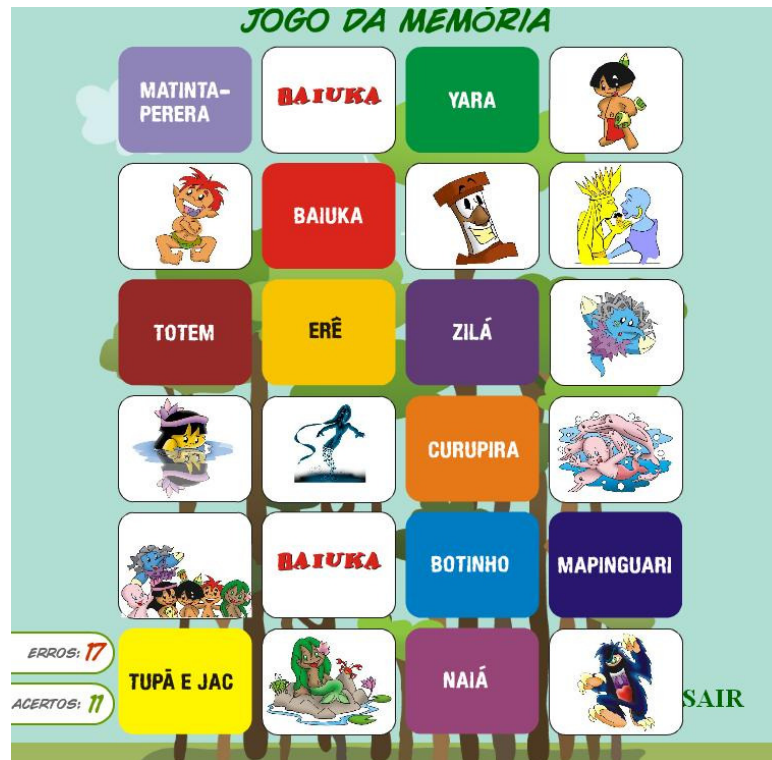 JOGO DA MEMÓRIA
MATINTA-
PERERA
BAIUKA
YARA
BAIUKA
TOTEM
ERÊ
ZILÁ
CURUPIRA
BAIUKA
BOTINHO
MAPINGUARI
ERROS: 17
ACERTOS: 11
TUPÃ E JAC
NAIÁ
SAIR